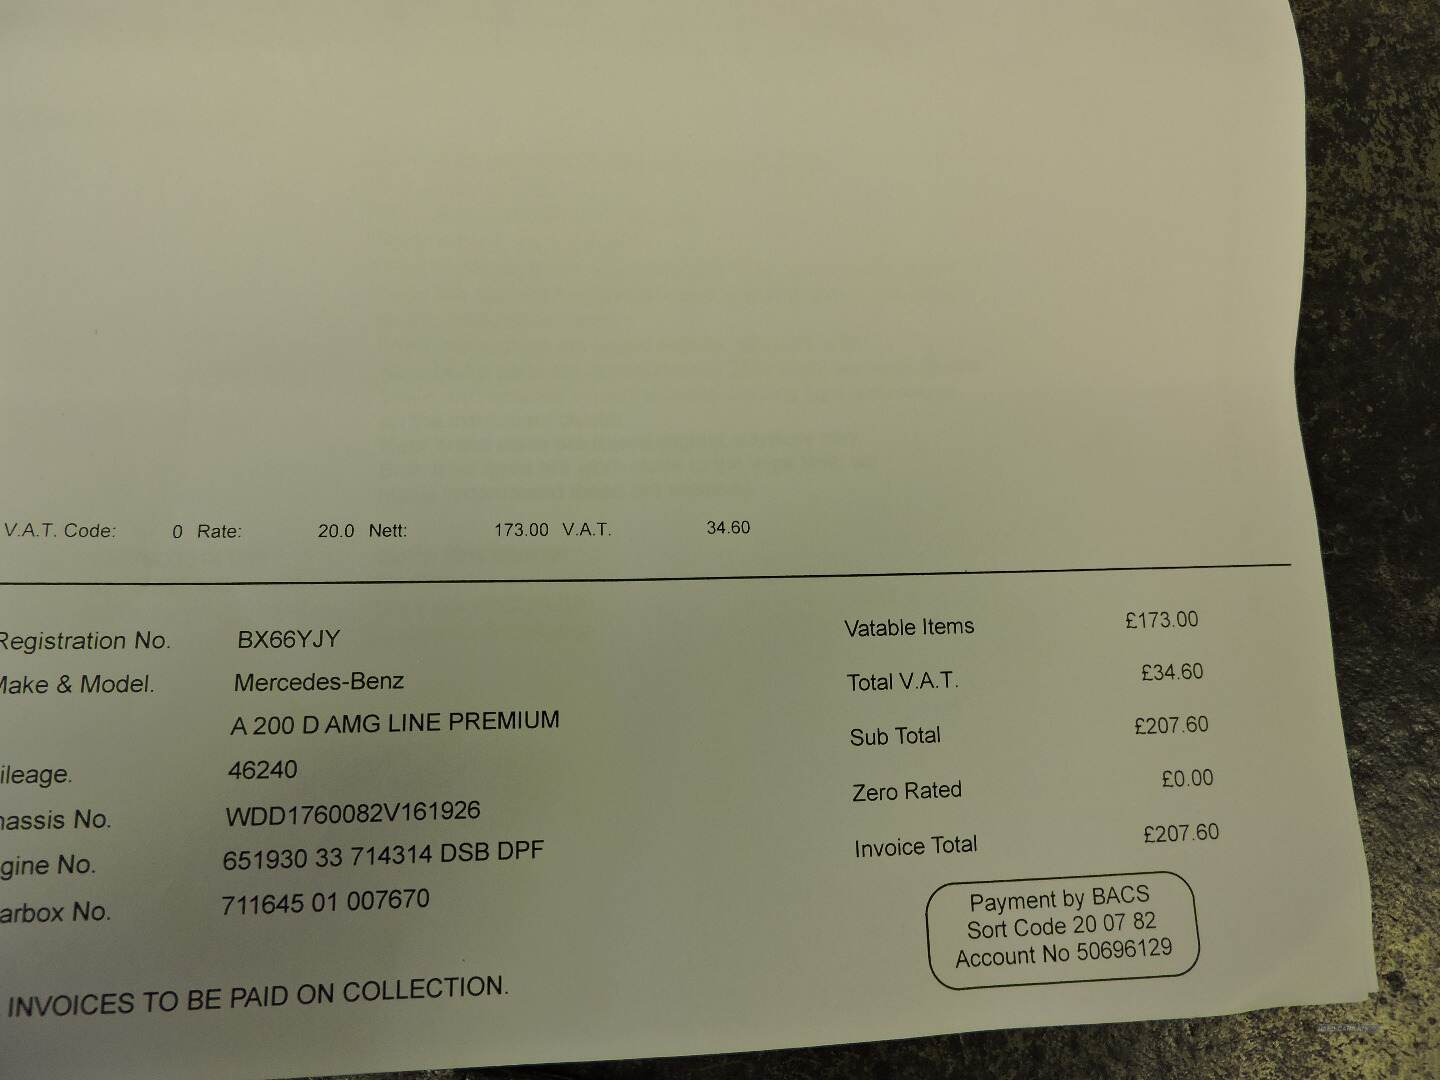 V.A.T. Code: 0 Rate: 20.0 Nett: 173.00 V.A.T. 34.60
Registration No. BX66YJY
Make & Model. Mercedes-Benz
A 200 D AMG LINE PREMIUM
ileage. 46240
hassis No. WDD1760082V161926
gine No. 651930 33 714314 DSB DPF
arbox No. 711645 01 007670
Vatable Items £173.00
Total V.A.T. £34.60
Sub Total £207.60
Zero Rated £0.00
Invoice Total £207.60
Payment by BACS
Sort Code 20 07 82
Account No 50696129
INVOICES TO BE PAID ON COLLECTION.